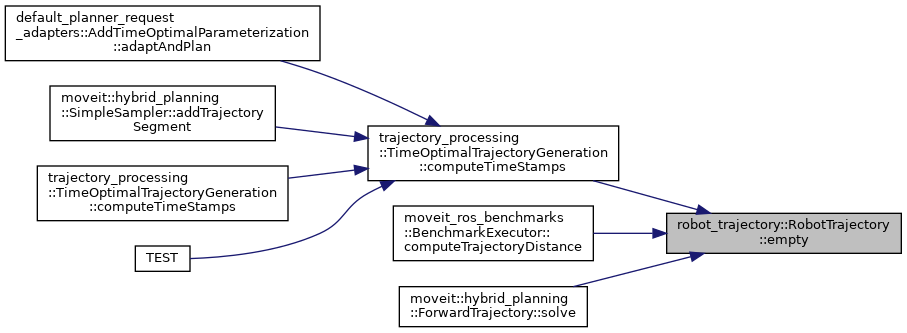 default_planner_request
_adapters::AddTimeOptimalParameterization
::adaptAndPlan
moveit::hybrid_planning
::SimpleSampler::addTrajectory
Segment
trajectory_processing
::TimeOptimalTrajectoryGeneration
::computeTimeStamps
TEST
trajectory_processing
::TimeOptimalTrajectoryGeneration
::computeTimeStamps
moveit_ros_benchmarks
::BenchmarkExecutor::
computeTrajectoryDistance
moveit::hybrid_planning
::ForwardTrajectory::solve
robot_trajectory::RobotTrajectory
::empty